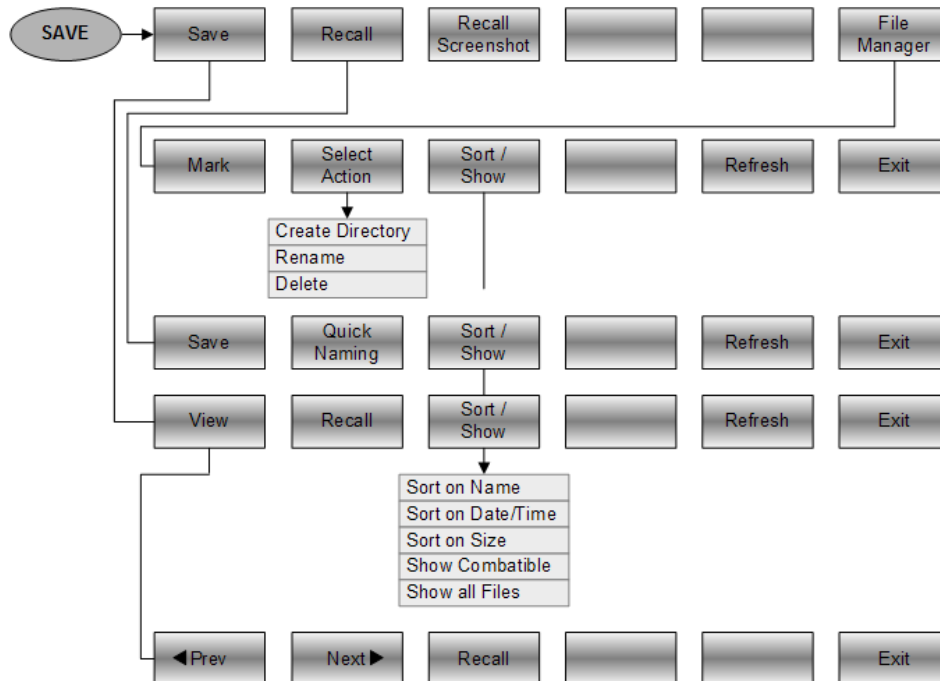 SAVE
Save
Recall
Recall
Screenshot
File
Manager
Mark
Select
Action
Sort /
Show
Refresh
Exit
Create Directory
Rename
Delete
Save
Quick
Naming
Sort /
Show
Refresh
Exit
View
Recall
Sort /
Show
Refresh
Exit
Sort on Name
Sort on Date/Time
Sort on Size
Show Combatible
Show all Files
◀Prev
Next▶
Recall
Exit